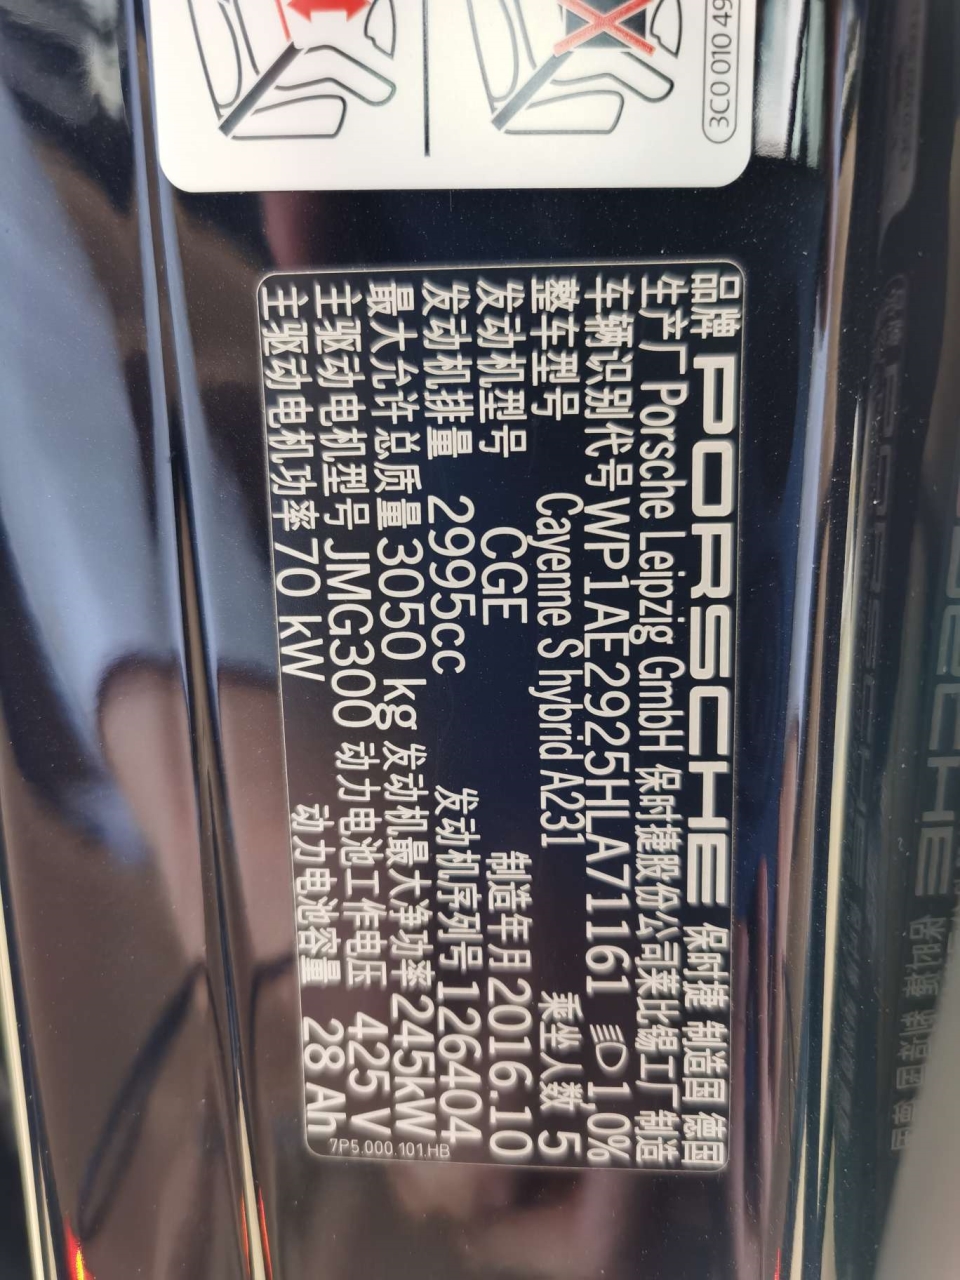 3C0 010 49
品牌 PORSCHE 保时捷 制造国 德国
生产厂 Porsche Leipzig GmbH 保时捷股份公司莱比锡工厂 制造
车辆识别代号 WP1AE2925HLA71161 1,0%
整车型号 Cayenne S hybrid A231 乘坐人数 5
发动机型号 CGE 制造年月 2016.10
发动机排量 2995cc 发动机序列号 126404
最大允许总质量 3050 kg 发动机最大净功率 245kW
主驱动电机型号 JMG300 动力电池工作电压 425 V
主驱动电机功率 70 kW 动力电池容量 28 Ah
7P5.000.101.HB